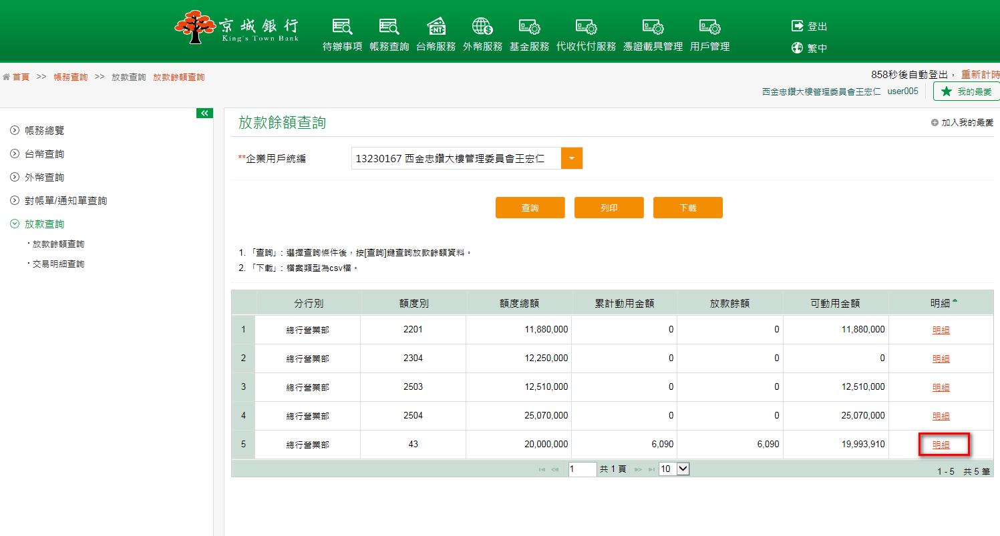 京城銀行
King's Town Bank
待辦事項 帳務查詢 台幣服務 外幣服務 基金服務 代收代付服務 憑證載具管理 用戶管理
登出
繁中
首頁 >> 帳務查詢 >> 放款查詢 放款餘額查詢
858秒後自動登出， 重新計時
西金忠鑽大樓管理委員會王宏仁 user005
我的最愛
帳務總覽
台幣查詢
外幣查詢
對帳單/通知單查詢
放款查詢
・放款餘額查詢
・交易明細查詢
放款餘額查詢
加入我的最愛
**企業用戶統編 13230167 西金忠鑽大樓管理委員會王宏仁
查詢 列印 下載
1. 「查詢」: 選擇查詢條件後，按[查詢]鍵查詢放款餘額資料。
2. 「下載」: 檔案類型為csv檔。
分行別 額度別 額度總額 累計動用金額 放款餘額 可動用金額 明細
1 總行營業部 2201 11,880,000 0 0 11,880,000 明細
2 總行營業部 2304 12,250,000 0 0 0 明細
3 總行營業部 2503 12,510,000 0 0 12,510,000 明細
4 總行營業部 2504 25,070,000 0 0 25,070,000 明細
5 總行營業部 43 20,000,000 6,090 6,090 19,993,910 明細
1 共 1 頁 10
1 - 5 共 5 筆